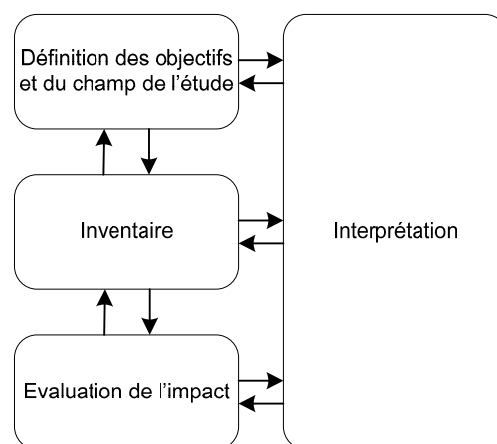 Définition des objectifs
et du champ de l'étude
Inventaire
Interprétation
Evaluation de l'impact